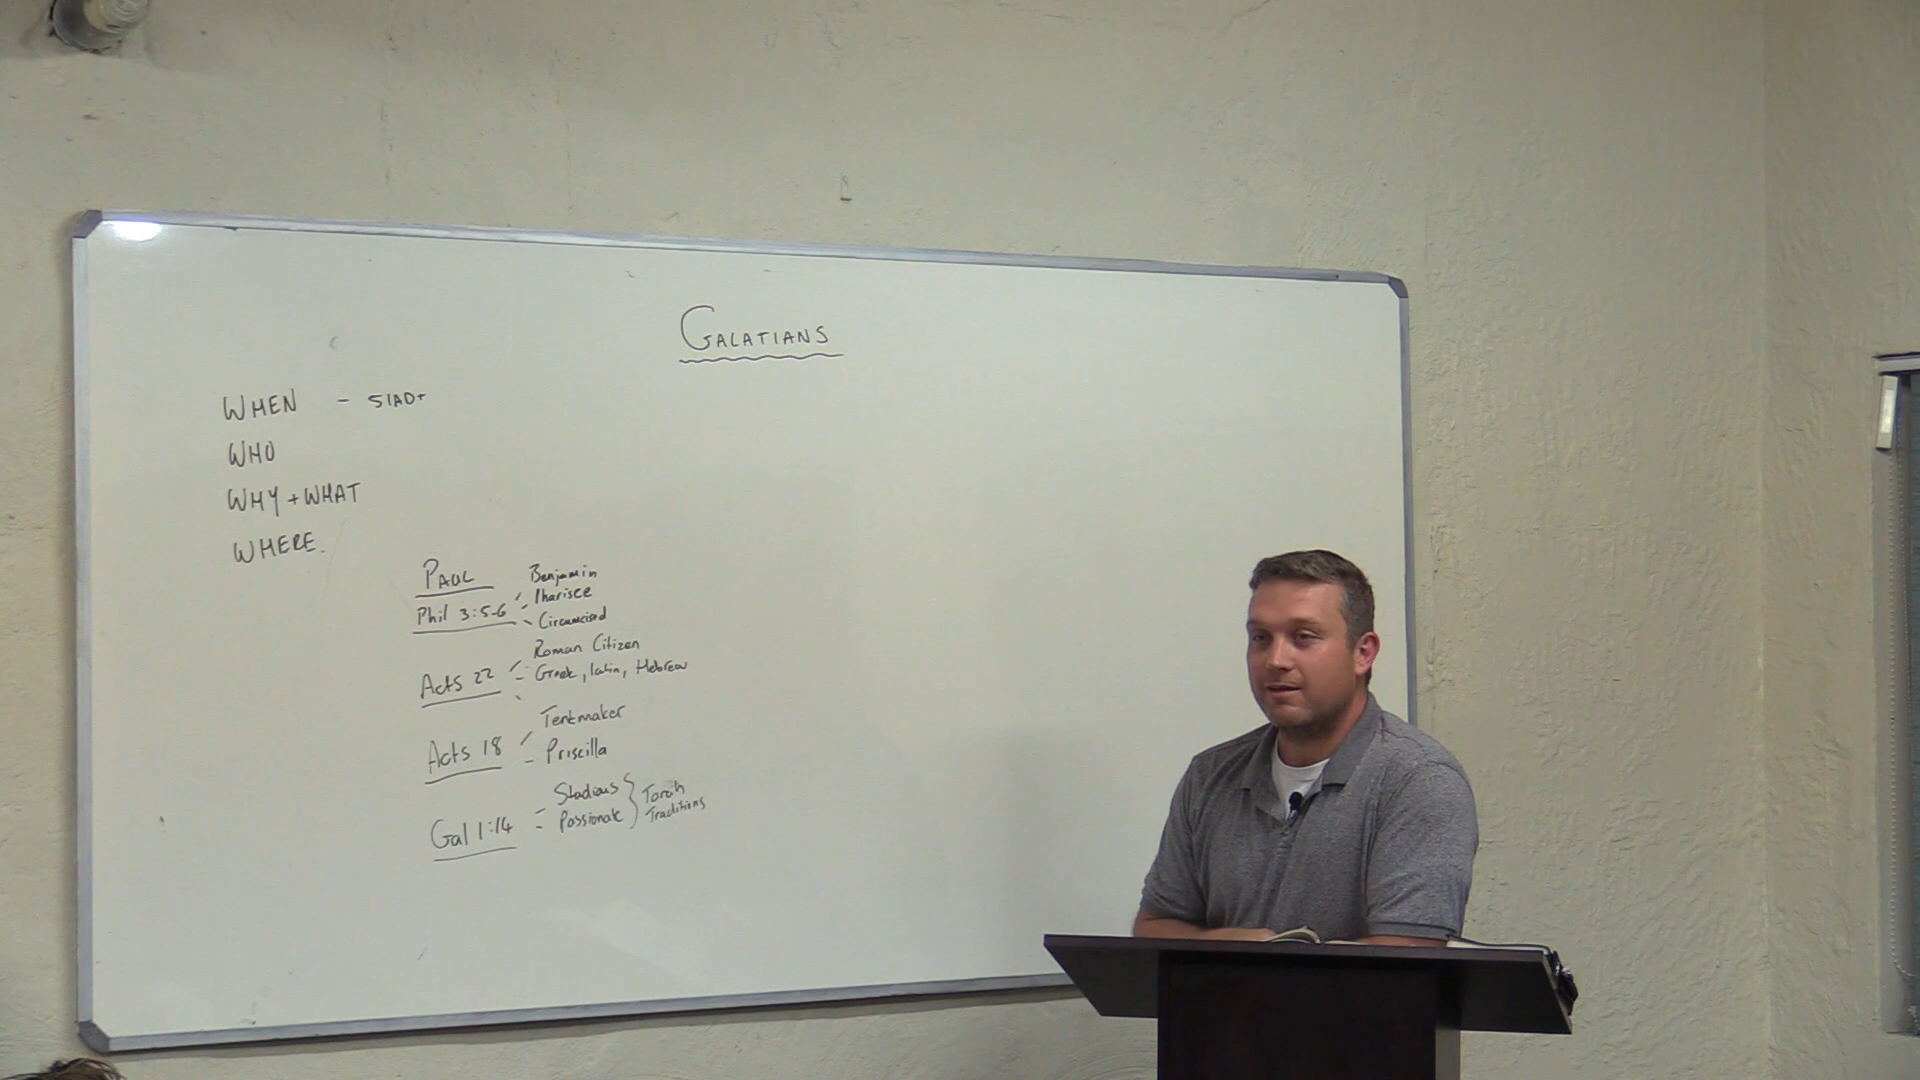 GALATIANS
WHEN - 51AD+
WHO
WHY + WHAT
WHERE.
PAUL
Phil 3:5-6
Benjamin
Pharisee
Circumcised
Acts 22
Roman Citizen
Greek, latin, Hebrew
Acts 18
Tentmaker
Priscilla
Gal 1:14
Studious
Passionate
Torah
Traditions